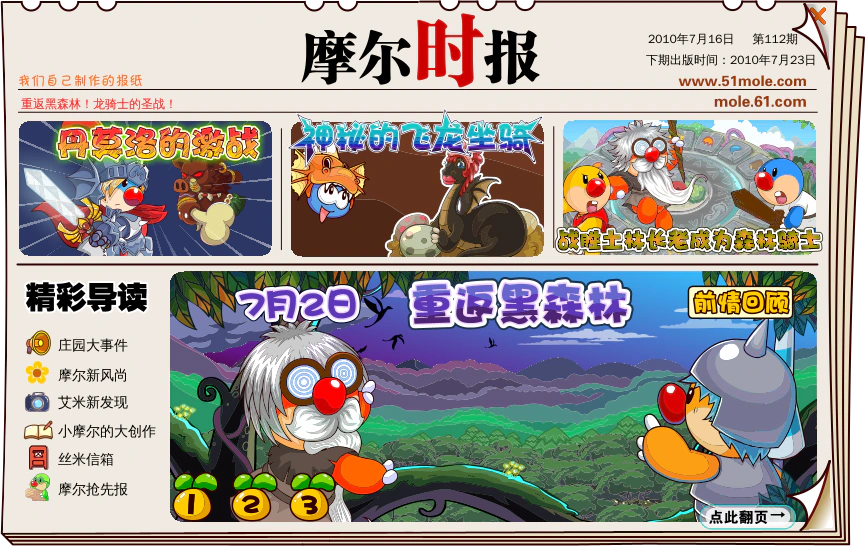 摩尔时报
2010年7月16日 第112期
下期出版时间：2010年7月23日
我们自己制作的报纸
www.51mole.com
重返黑森林！龙骑士的圣战！
mole.61.com
丹莫洛的激战
神秘的飞龙坐骑
战胜土林长老成为森林骑士
精彩导读
庄园大事件
摩尔新风尚
艾米新发现
小摩尔的大创作
丝米信箱
摩尔抢先报
7月2日 重返黑森林 前情回顾
1 2 3
点此翻页→